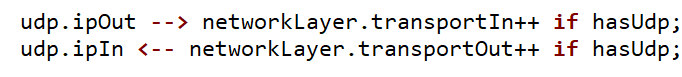 udp.ipOut --> networkLayer.transportIn++ if hasUdp;
udp.ipIn <-- networkLayer.transportOut++ if hasUdp;